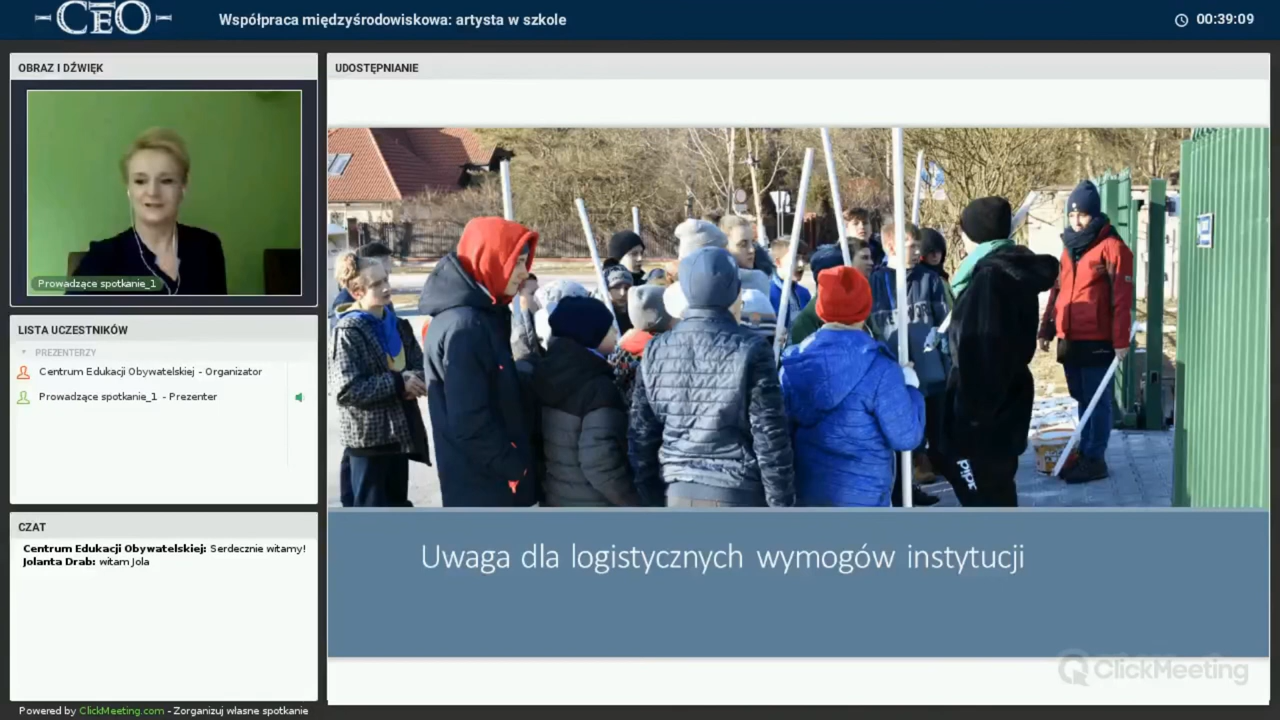 CEO
Współpraca międzyśrodowiskowa: artysta w szkole
00:39:09
OBRAZ I DŹWIĘK
Prowadzące spotkanie_1
LISTA UCZESTNIKÓW
PREZENTERZY
Centrum Edukacji Obywatelskiej - Organizator
Prowadzące spotkanie_1 - Prezenter
CZAT
Centrum Edukacji Obywatelskiej: Serdecznie witamy!
Jolanta Drab: witam Jola
Powered by ClickMeeting.com - Zorganizuj własne spotkanie
UDOSTĘPNIANIE
Uwaga dla logistycznych wymogów instytucji
ClickMeeting